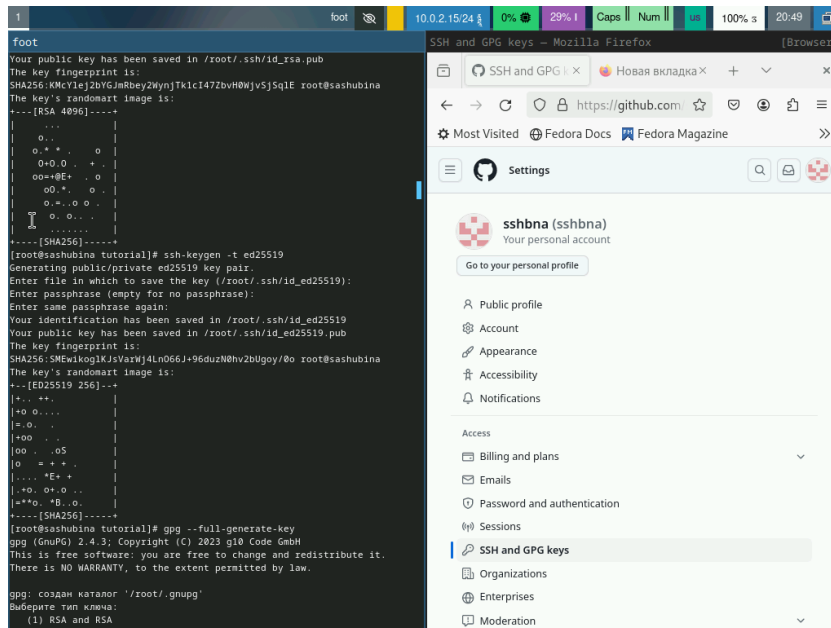 1
foot
10.0.2.15/24
0%
29%
Caps
Num
us
100%
20:49
foot
Your public key has been saved in /root/.ssh/id_rsa.pub
The key fingerprint is:
The key's randomart image is:
+---[RSA 4096]----+
| ... |
| o.. |
| o.* * . o |
| O+O.O . + . |
| oo=+@E+ . o |
| oO.*. o . |
| o.=..o o . |
| o. o.. . |
| ....... |
+----[SHA256]-----+
[root@sashubina tutorial]# ssh-keygen -t ed25519
Generating public/private ed25519 key pair.
Enter file in which to save the key (/root/.ssh/id_ed25519):
Enter passphrase (empty for no passphrase):
Enter same passphrase again:
Your identification has been saved in /root/.ssh/id_ed25519
Your public key has been saved in /root/.ssh/id_ed25519.pub
The key fingerprint is:
SHA256:SMEwikoglKJsVarWj4LnO66J+96duzN0hv2bUgoy/0o root@sashubina
The key's randomart image is:
+--[ED25519 256]--+
|+.. ++. |
|+o o.... |
|=.o. . |
|+oo . . |
|oo . .oS |
|o = + + . |
|.... *E+ + |
|.+o. o+.o .. |
|=**o. *B..o. |
+----[SHA256]-----+
[root@sashubina tutorial]# gpg --full-generate-key
gpg (GnuPG) 2.4.3; Copyright (C) 2023 g10 Code GmbH
This is free software: you are free to change and redistribute it.
There is NO WARRANTY, to the extent permitted by law.
gpg: создан каталог '/root/.gnupg'
Выберите тип ключа:
(1) RSA and RSA
SSH and GPG keys — Mozilla Firefox
[Browser
SSH and GPG k
Новая вкладка
https://github.com
Most Visited
Fedora Docs
Fedora Magazine
Settings
sshbna (sshbna)
Your personal account
Go to your personal profile
Public profile
Account
Appearance
Accessibility
Notifications
Access
Billing and plans
Emails
Password and authentication
Sessions
SSH and GPG keys
Organizations
Enterprises
Moderation